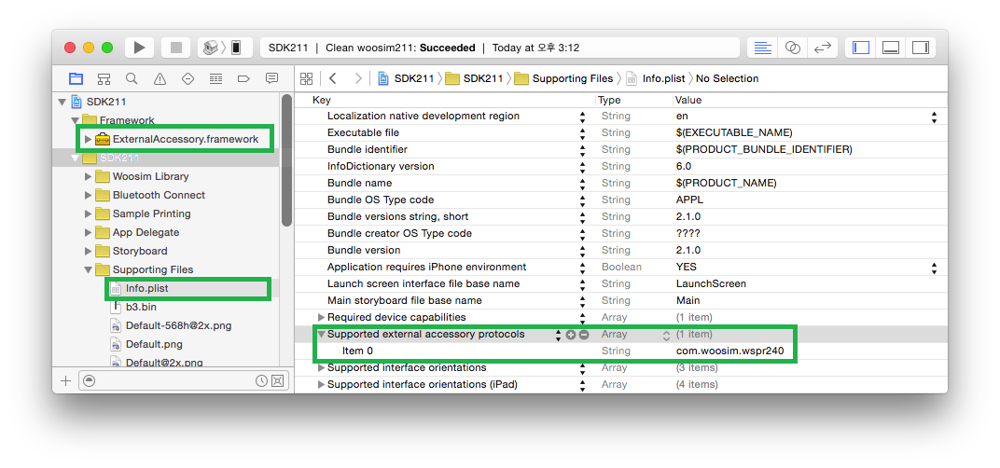 SDK211 | Clean woosim211: Succeeded | Today at 오후 3:12
SDK211 SDK211 Supporting Files Info.plist No Selection
SDK211
Framework
ExternalAccessory.framework
SDK211
Woosim Library
Bluetooth Connect
Sample Printing
App Delegate
Storyboard
Supporting Files
Info.plist
b3.bin
Default-568h@2x.png
Default.png
Default@2x.png
Key Type Value
Localization native development region String en
Executable file String $(EXECUTABLE_NAME)
Bundle identifier String $(PRODUCT_BUNDLE_IDENTIFIER)
InfoDictionary version String 6.0
Bundle name String $(PRODUCT_NAME)
Bundle OS Type code String APPL
Bundle versions string, short String 2.1.0
Bundle creator OS Type code String ????
Bundle version String 2.1.0
Application requires iPhone environment Boolean YES
Launch screen interface file base name String LaunchScreen
Main storyboard file base name String Main
Required device capabilities Array (1 item)
Supported external accessory protocols Array (1 item)
Item 0 String com.woosim.wspr240
Supported interface orientations Array (3 items)
Supported interface orientations (iPad) Array (4 items)